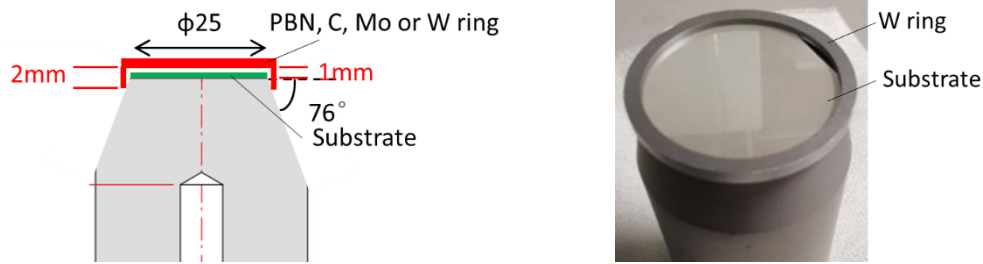 ϕ25
PBN, C, Mo or W ring
2mm
1mm
76°
Substrate
W ring
Substrate